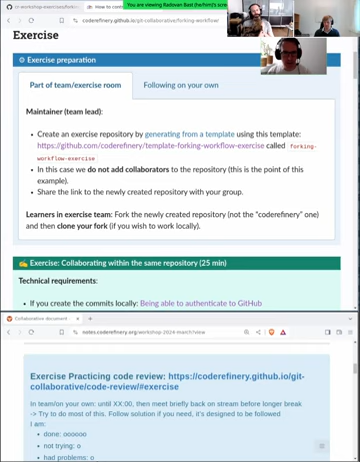 You are viewing Radovan Bast (he/him)'s scree
cr-workshop-exercises/forkin
How to cont
coderefinery.github.io/git-collaborative/forking-workflow/
Exercise
Exercise preparation
Part of team/exercise room
Following on your own
Maintainer (team lead):
• Create an exercise repository by generating from a template using this template:
https://github.com/coderefinery/template-forking-workflow-exercise called forking-
workflow-exercise
• In this case we do not add collaborators to the repository (this is the point of this
example).
• Share the link to the newly created repository with your group.
Learners in exercise team: Fork the newly created repository (not the "coderefinery" one)
and then clone your fork (if you wish to work locally).
Exercise: Collaborating within the same repository (25 min)
Technical requirements:
• If you create the commits locally: Being able to authenticate to GitHub
Collaborative document
notes.coderefinery.org/workshop-2024-march?view
Exercise Practicing code review: https://coderefinery.github.io/git-
collaborative/code-review/#exercise
In team/on your own: until XX:00, then meet briefly back on stream before longer break
-> Try to do most of this. Follow solution if you need, it's designed to be followed
I am:
• done: oooooo
• not trying: o
• had problems: o